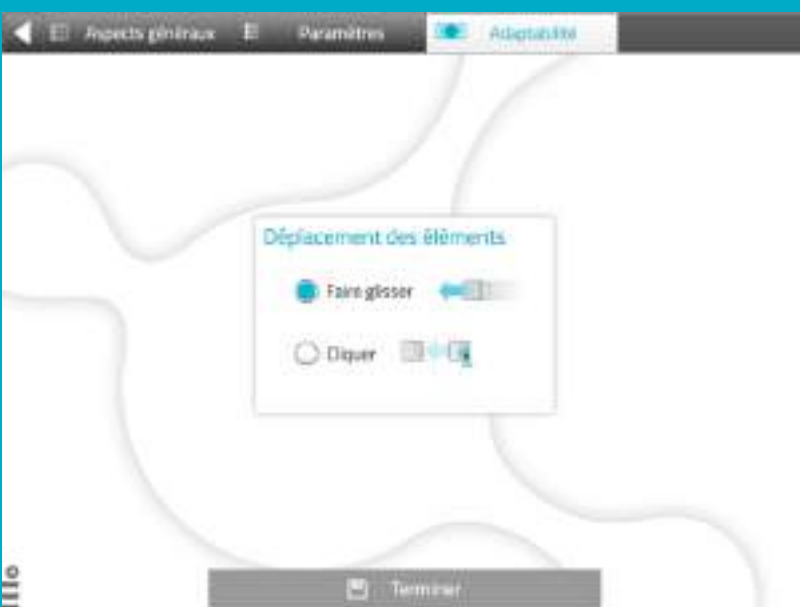 Aspects généraux Paramètres Adaptabilité
Déplacement des éléments
Faire glisser
Cliquer
Terminer